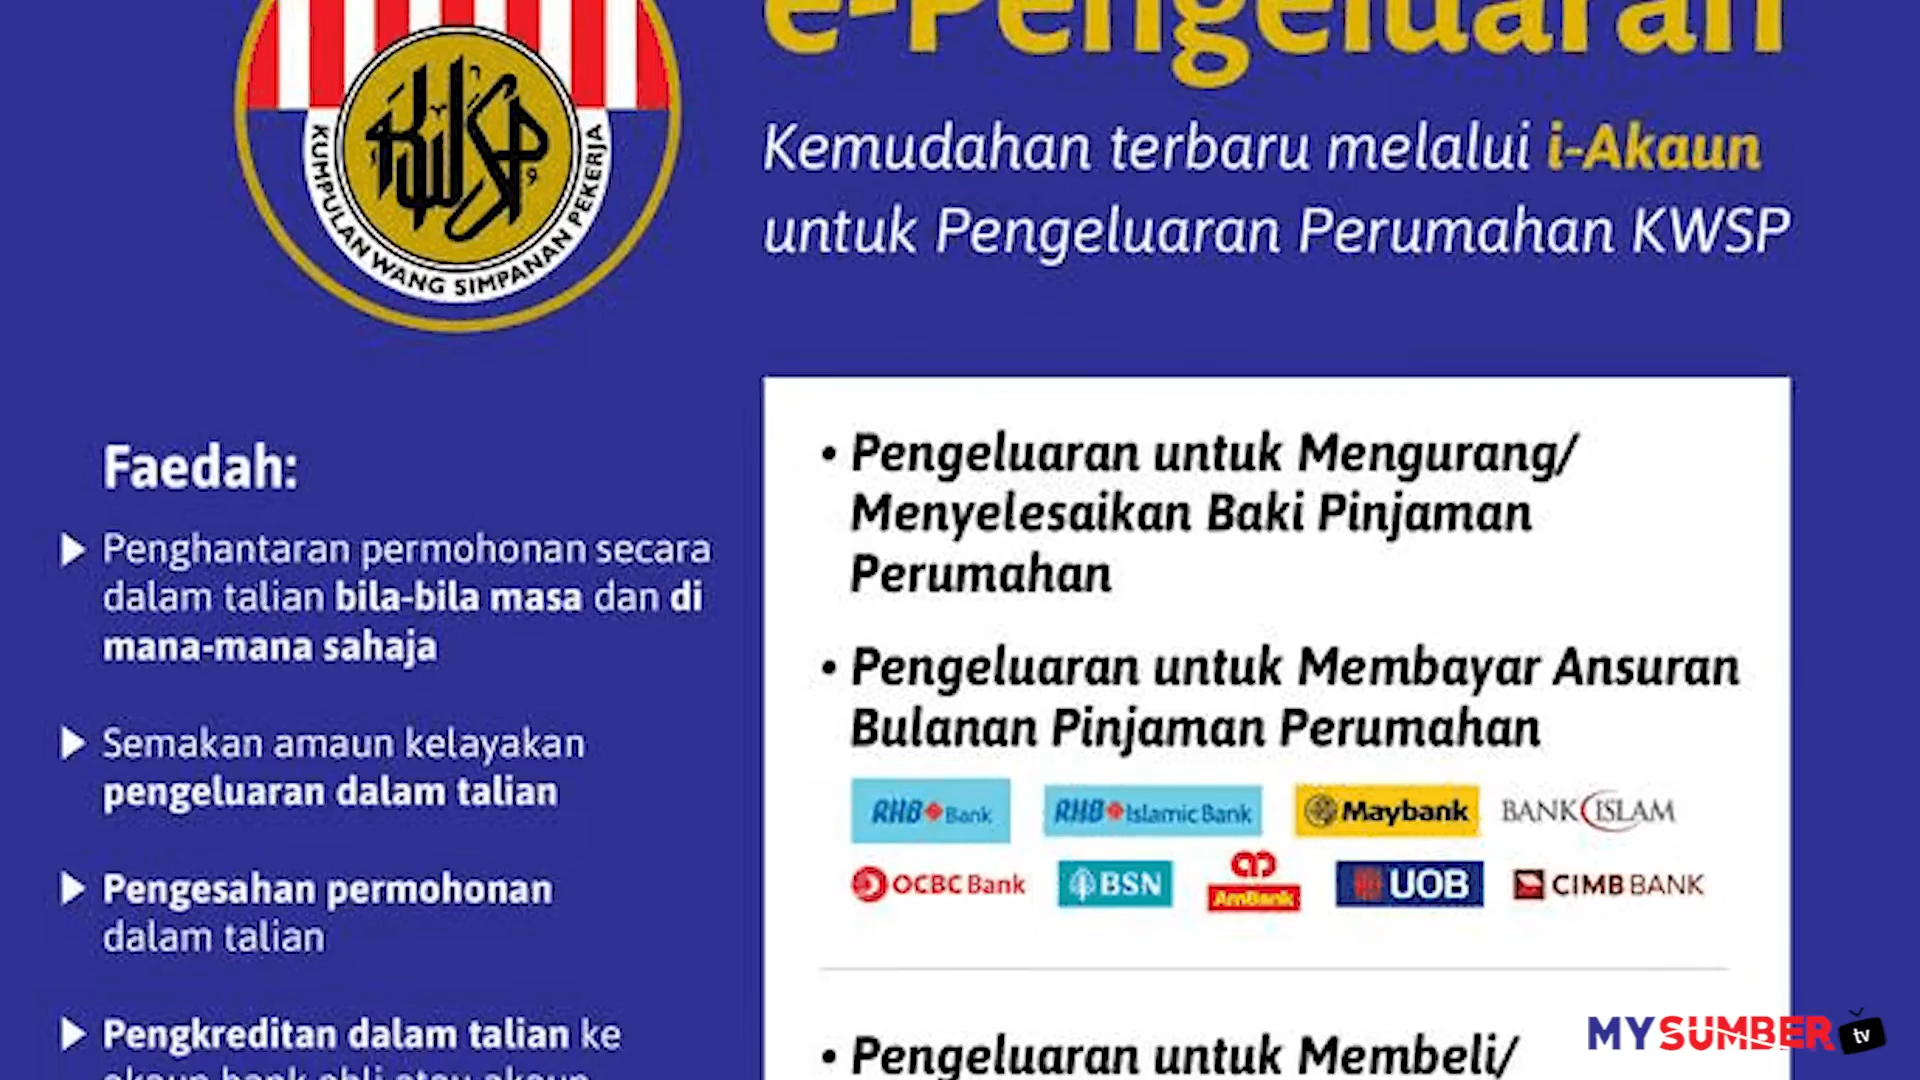 e-Pengeluaran
KWSP
KUMPULAN WANG SIMPANAN PEKERJA
Kemudahan terbaru melalui i-Akaun
untuk Pengeluaran Perumahan KWSP
Faedah:
Penghantaran permohonan secara
dalam talian bila-bila masa dan di
mana-mana sahaja
Semakan amaun kelayakan
pengeluaran dalam talian
Pengesahan permohonan
dalam talian
Pengkreditan dalam talian ke
• Pengeluaran untuk Mengurang/
Menyelesaikan Baki Pinjaman
Perumahan
• Pengeluaran untuk Membayar Ansuran
Bulanan Pinjaman Perumahan
RHB Bank RHB Islamic Bank Maybank BANK ISLAM
OCBC Bank BSN AmBank UOB CIMB BANK
• Pengeluaran untuk Membeli/
MYSUMBER tv